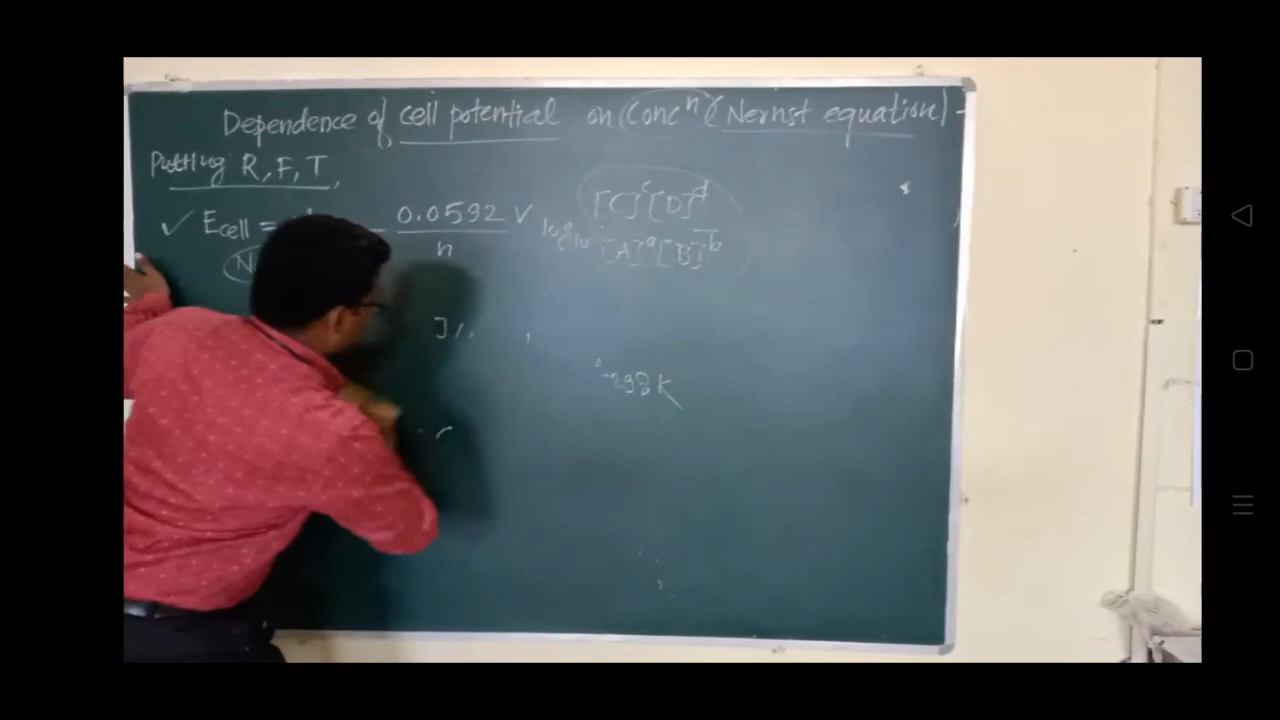 Dependence of cell potential on (Concⁿ) (Nernst equation) -
Putting R, F, T,
✓ Ecell = - 0.0592 V / n log₁₀ [C]ᶜ[D]ᵈ / [A]ᵃ[B]ᵇ
N
J
298 K